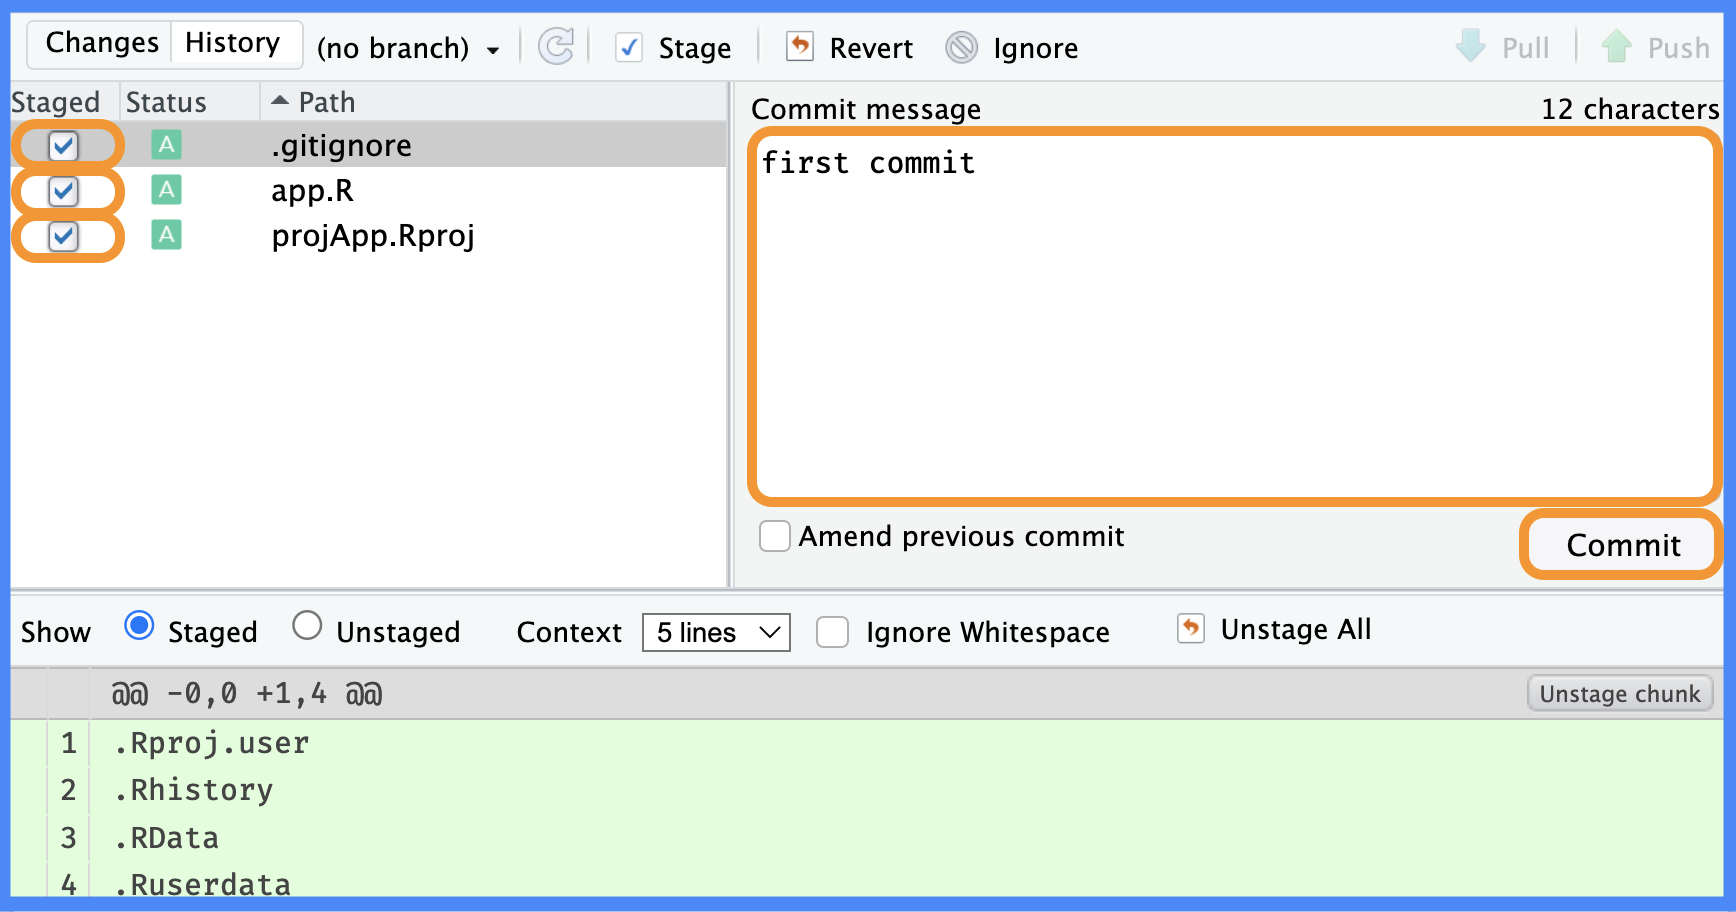 Changes History (no branch) Stage Revert Ignore Pull Push
Staged Status Path
A .gitignore
A app.R
A projApp.Rproj
Commit message 12 characters
first commit
Amend previous commit Commit
Show Staged Unstaged Context 5 lines Ignore Whitespace Unstage All
@@ -0,0 +1,4 @@ Unstage chunk
1 .Rproj.user
2 .Rhistory
3 .RData
4 .Ruserdata